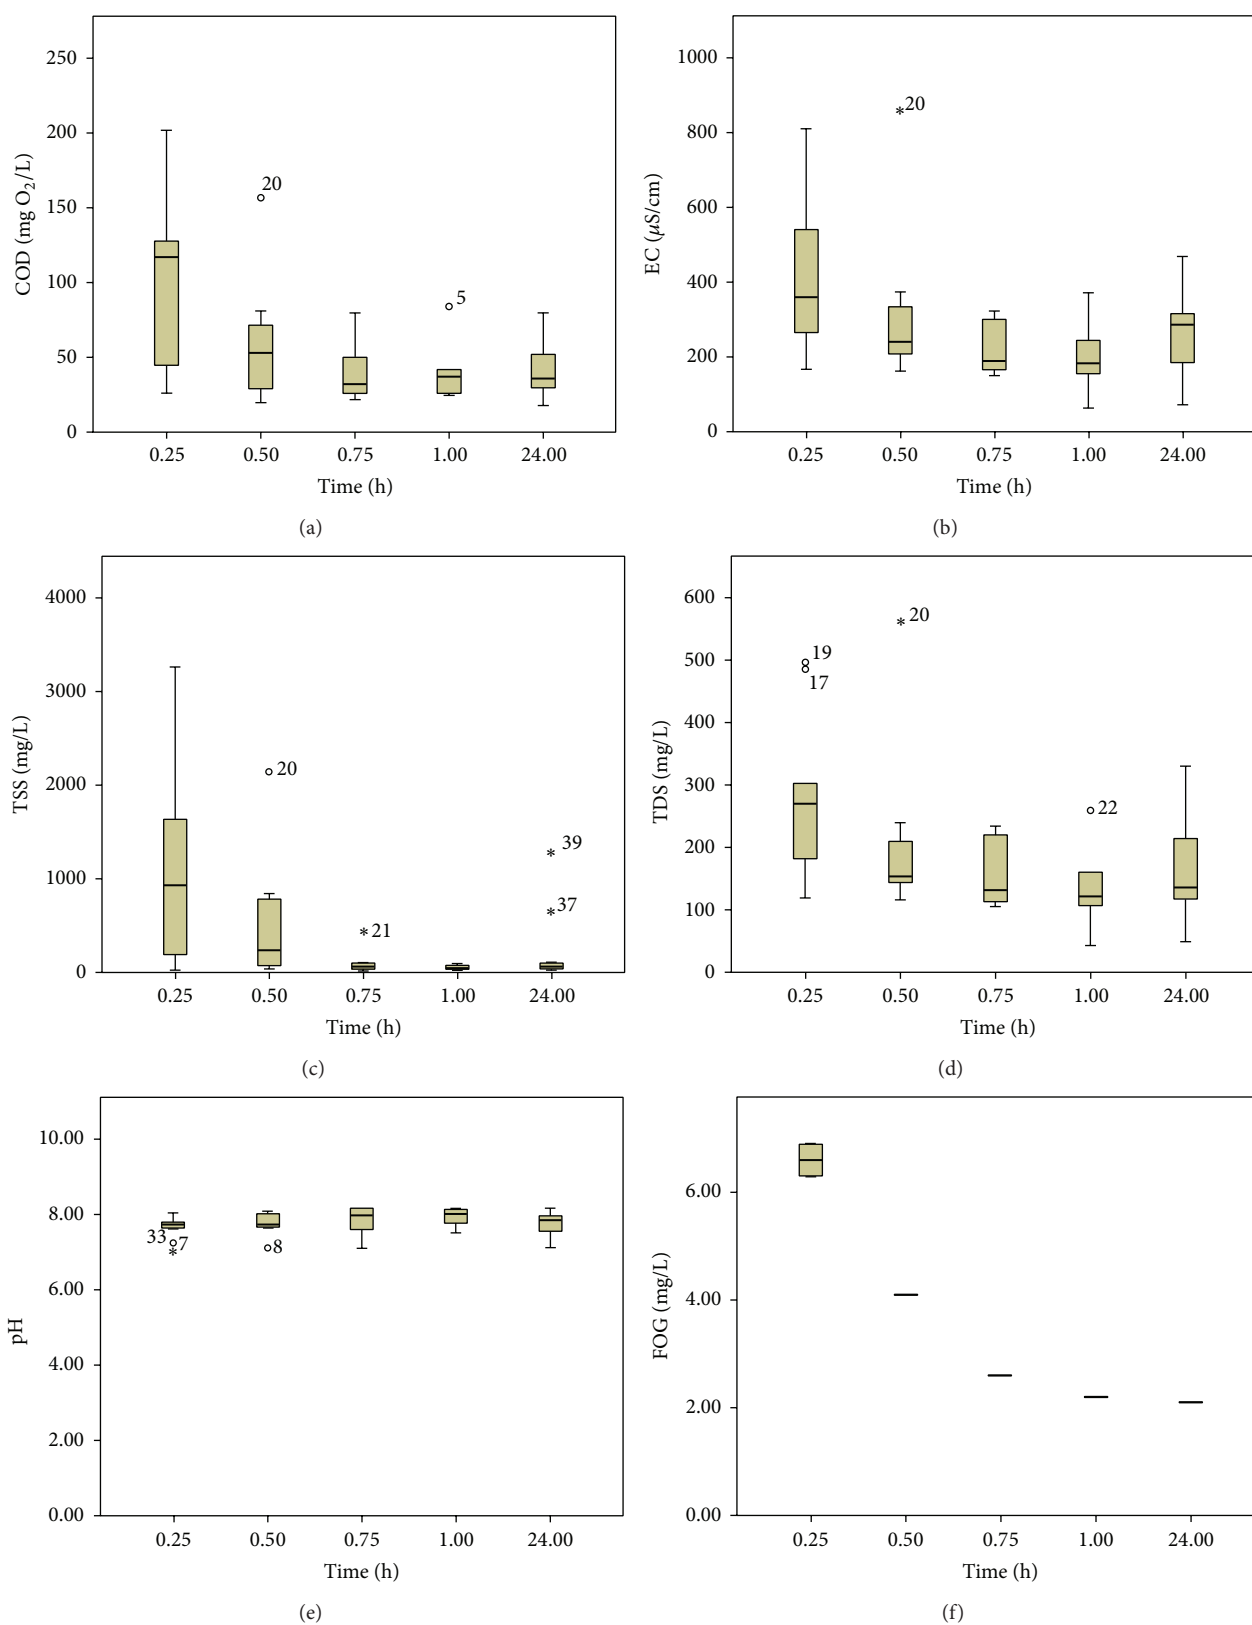 250
200
150
100
50
0
COD (mg O₂/L)
20
5
0.25 0.50 0.75 1.00 24.00
Time (h)
(a)
1000
800
600
400
200
0
EC (μS/cm)
*20
0.25 0.50 0.75 1.00 24.00
Time (h)
(b)
4000
3000
2000
1000
0
TSS (mg/L)
20
*21
*39
*37
0.25 0.50 0.75 1.00 24.00
Time (h)
(c)
600
500
400
300
200
100
0
TDS (mg/L)
19
17
*20
22
0.25 0.50 0.75 1.00 24.00
Time (h)
(d)
10.00
8.00
6.00
4.00
2.00
0.00
pH
33
*7
8
0.25 0.50 0.75 1.00 24.00
Time (h)
(e)
6.00
4.00
2.00
0.00
FOG (mg/L)
0.25 0.50 0.75 1.00 24.00
Time (h)
(f)